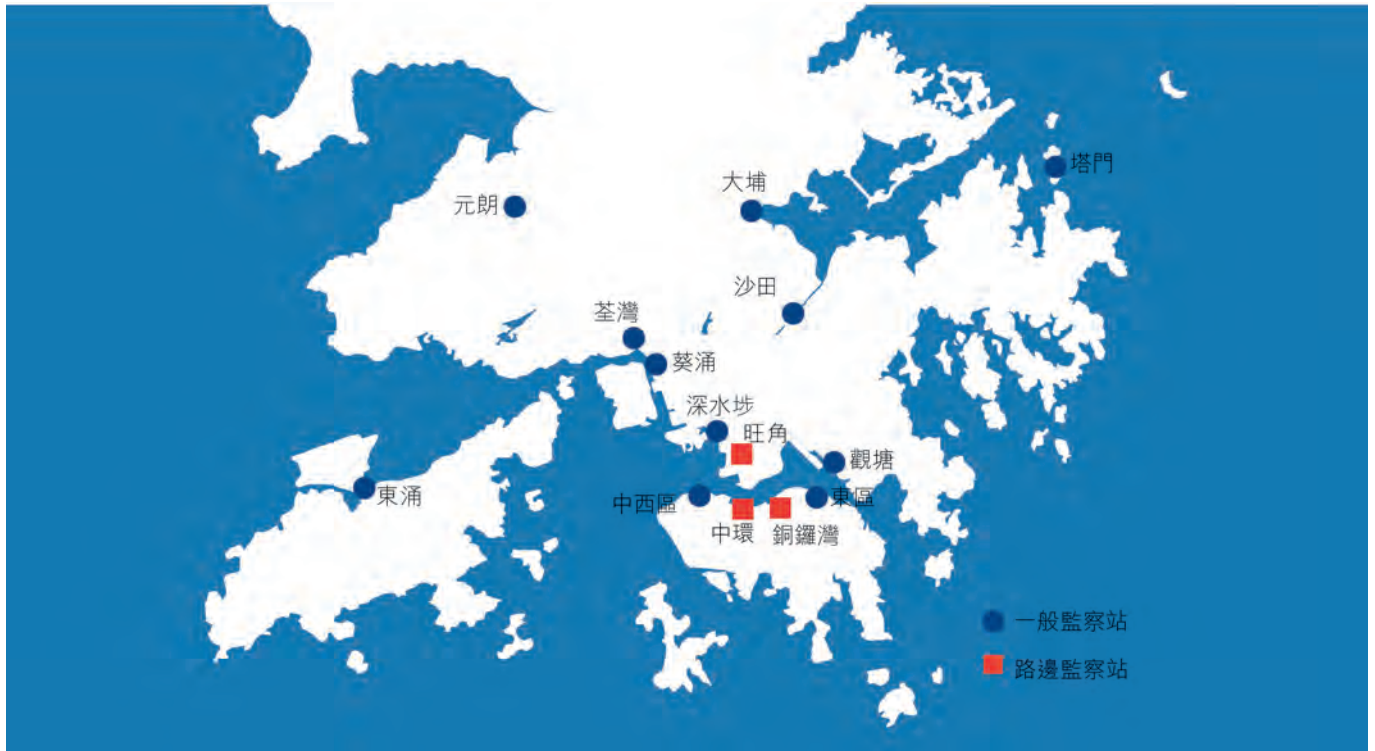 塔門
大埔
元朗
沙田
荃灣
葵涌
深水埗
旺角
觀塘
東涌
中西區
東區
中環
銅鑼灣
一般監察站
路邊監察站